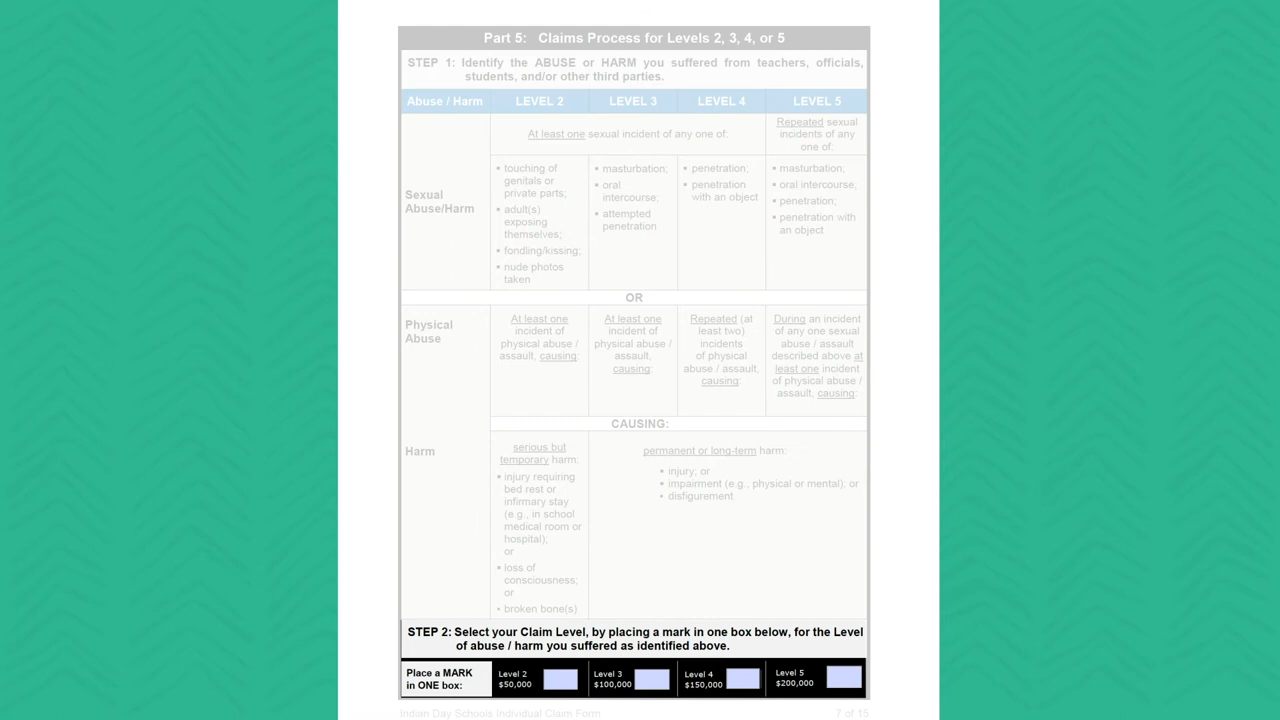 Part 5: Claims Process for Levels 2, 3, 4, or 5
STEP 1: Identify the ABUSE or HARM you suffered from teachers, officials,
students, and/or other third parties.
Abuse / Harm LEVEL 2 LEVEL 3 LEVEL 4 LEVEL 5
Sexual
Abuse/Harm
At least one sexual incident of any one of:
Repeated sexual
incidents of any
one of:
▪ touching of
genitals or
private parts;
▪ adult(s)
exposing
themselves;
▪ fondling/kissing;
▪ nude photos
taken
▪ masturbation;
▪ oral
intercourse;
▪ attempted
penetration
▪ penetration;
▪ penetration
with an object
▪ masturbation;
▪ oral intercourse,
▪ penetration;
▪ penetration with
an object
OR
Physical
Abuse
At least one
incident of
physical abuse /
assault, causing:
At least one
incident of
physical abuse /
assault,
causing:
Repeated (at
least two)
incidents
of physical
abuse / assault,
causing:
During an incident
of any one sexual
abuse / assault
described above at
least one incident
of physical abuse /
assault, causing:
CAUSING:
Harm
serious but
temporary harm:
▪ injury requiring
bed rest or
infirmary stay
(e.g., in school
medical room or
hospital);
or
▪ loss of
consciousness;
or
▪ broken bone(s)
permanent or long-term harm:
▪ injury; or
▪ impairment (e.g., physical or mental); or
▪ disfigurement
STEP 2: Select your Claim Level, by placing a mark in one box below, for the Level
of abuse / harm you suffered as identified above.
Place a MARK
in ONE box:
Level 2
$50,000
Level 3
$100,000
Level 4
$150,000
Level 5
$200,000
Indian Day Schools Individual Claim Form 7 of 15